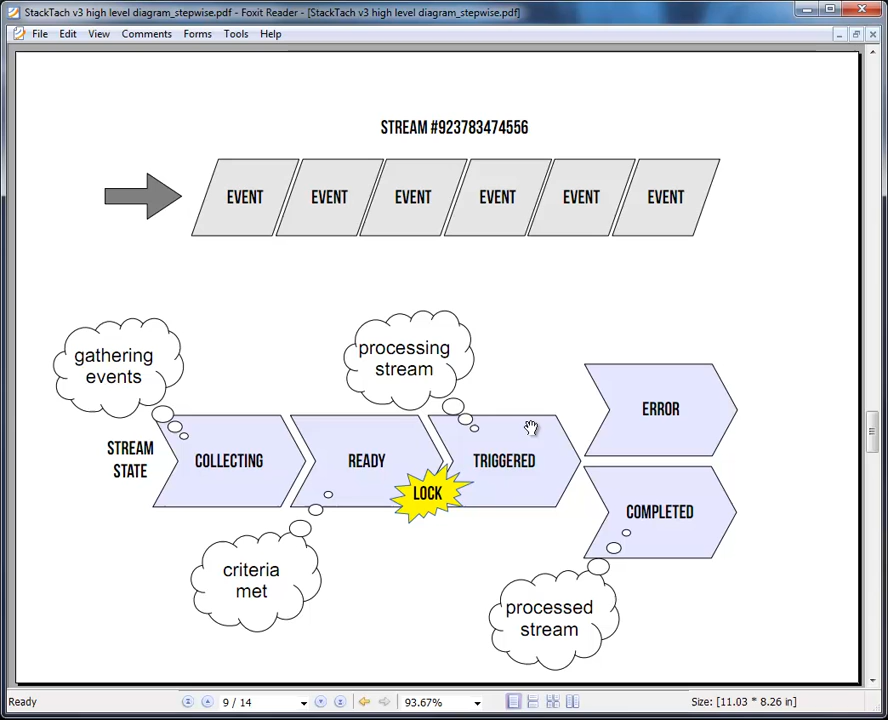 StackTach v3 high level diagram_stepwise.pdf - Foxit Reader - [StackTach v3 high level diagram_stepwise.pdf]
File Edit View Comments Forms Tools Help
STREAM #923783474556
EVENT EVENT EVENT EVENT EVENT EVENT
gathering
events
processing
stream
ERROR
STREAM
STATE
COLLECTING
READY
TRIGGERED
LOCK
COMPLETED
criteria
met
processed
stream
Ready 9 / 14 93.67% Size: [11.03 * 8.26 in]